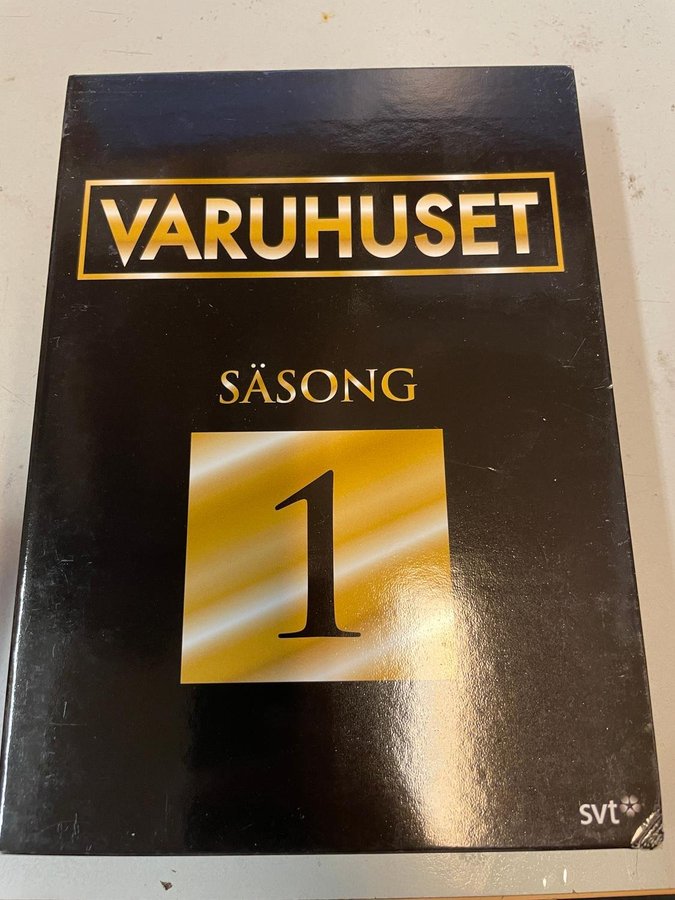 VARUHUSET
SÄSONG
1
svt